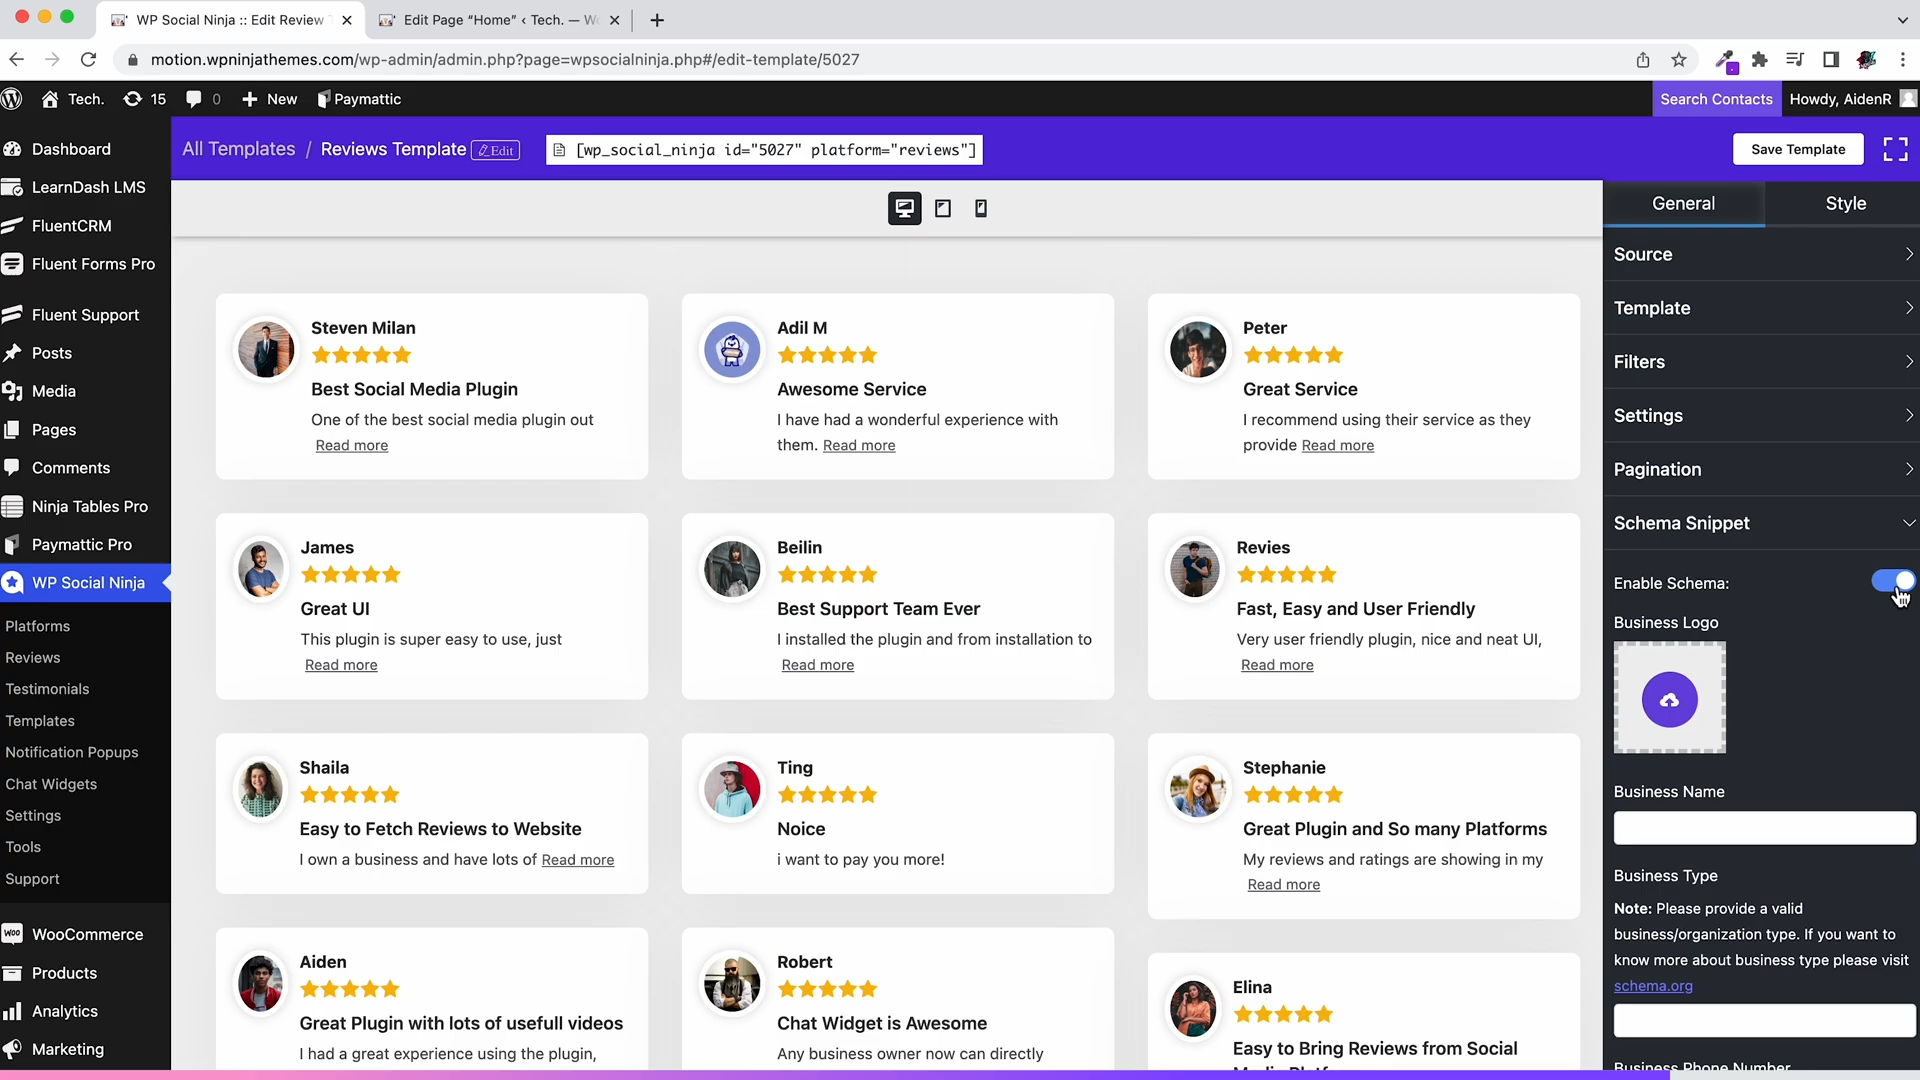 WP Social Ninja :: Edit Review T
Edit Page “Home” ‹ Tech. — Wo
motion.wpninjathemes.com/wp-admin/admin.php?page=wpsocialninja.php#/edit-template/5027
Tech.
15
0
New
Paymattic
Search Contacts
Howdy, AidenR
All Templates / Reviews Template
Edit
[wp_social_ninja id="5027" platform="reviews"]
Save Template
Dashboard
LearnDash LMS
FluentCRM
Fluent Forms Pro
Fluent Support
Posts
Media
Pages
Comments
Ninja Tables Pro
Paymattic Pro
WP Social Ninja
Platforms
Reviews
Testimonials
Templates
Notification Popups
Chat Widgets
Settings
Tools
Support
WooCommerce
Products
Analytics
Marketing
Steven Milan
Best Social Media Plugin
One of the best social media plugin out
Read more
Adil M
Awesome Service
I have had a wonderful experience with
them. Read more
Peter
Great Service
I recommend using their service as they
provide Read more
James
Great UI
This plugin is super easy to use, just
Read more
Beilin
Best Support Team Ever
I installed the plugin and from installation to
Read more
Revies
Fast, Easy and User Friendly
Very user friendly plugin, nice and neat UI,
Read more
Shaila
Easy to Fetch Reviews to Website
I own a business and have lots of Read more
Ting
Noice
i want to pay you more!
Stephanie
Great Plugin and So many Platforms
My reviews and ratings are showing in my
Read more
Aiden
Great Plugin with lots of usefull videos
I had a great experience using the plugin,
Robert
Chat Widget is Awesome
Any business owner now can directly
Elina
Easy to Bring Reviews from Social
General
Style
Source
Template
Filters
Settings
Pagination
Schema Snippet
Enable Schema:
Business Logo
Business Name
Business Type
Note: Please provide a valid
business/organization type. If you want to
know more about business type please visit
schema.org
Business Phone Number